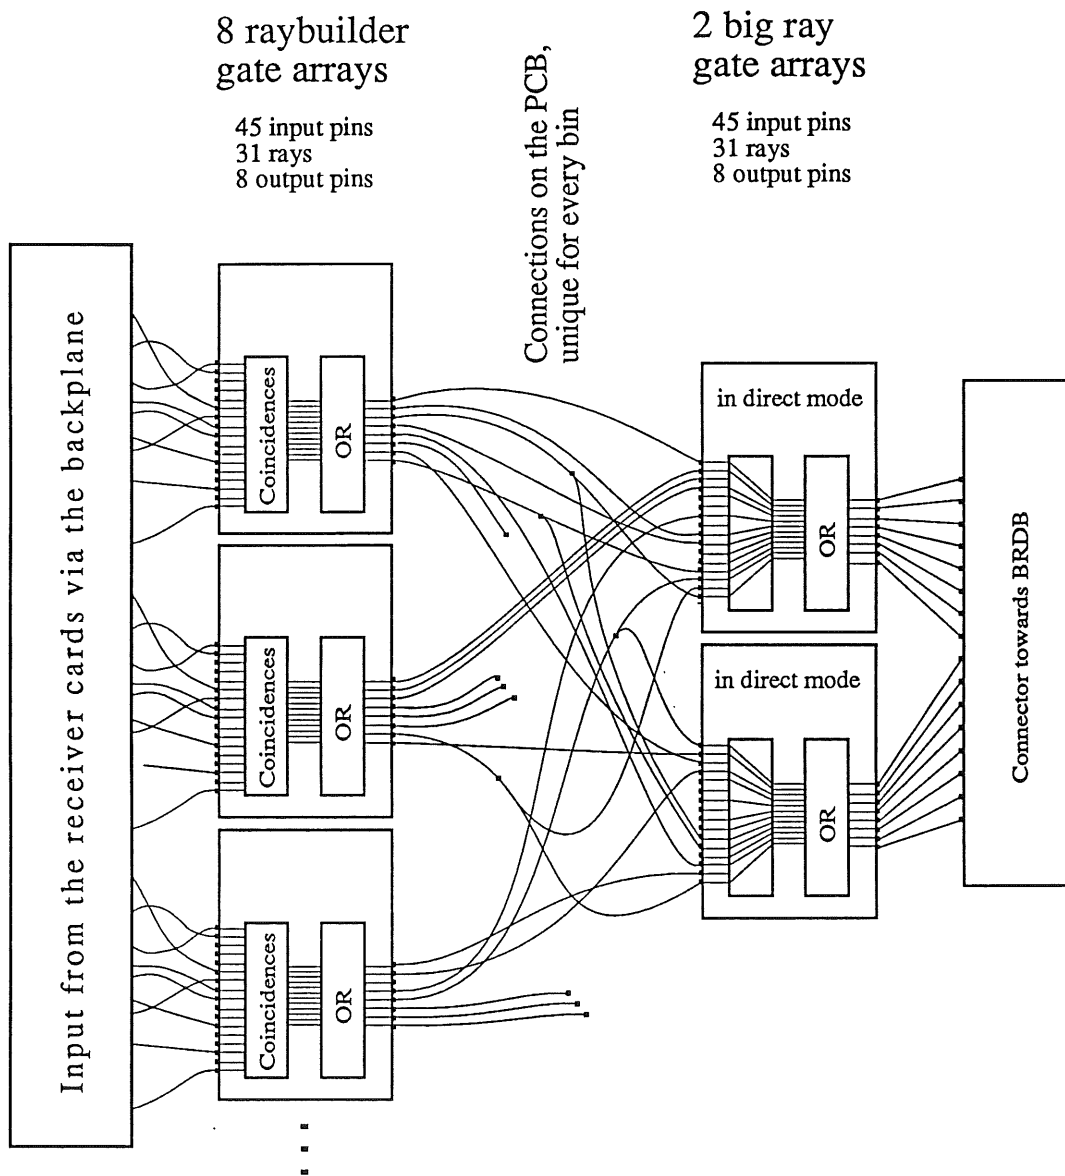 8 raybuilder
gate arrays
45 input pins
31 rays
8 output pins
Connections on the PCB,
unique for every bin
2 big ray
gate arrays
45 input pins
31 rays
8 output pins
Input from the receiver cards via the backplane
Coincidences
OR
Coincidences
OR
Coincidences
OR
in direct mode
OR
in direct mode
OR
Connector towards BRDB